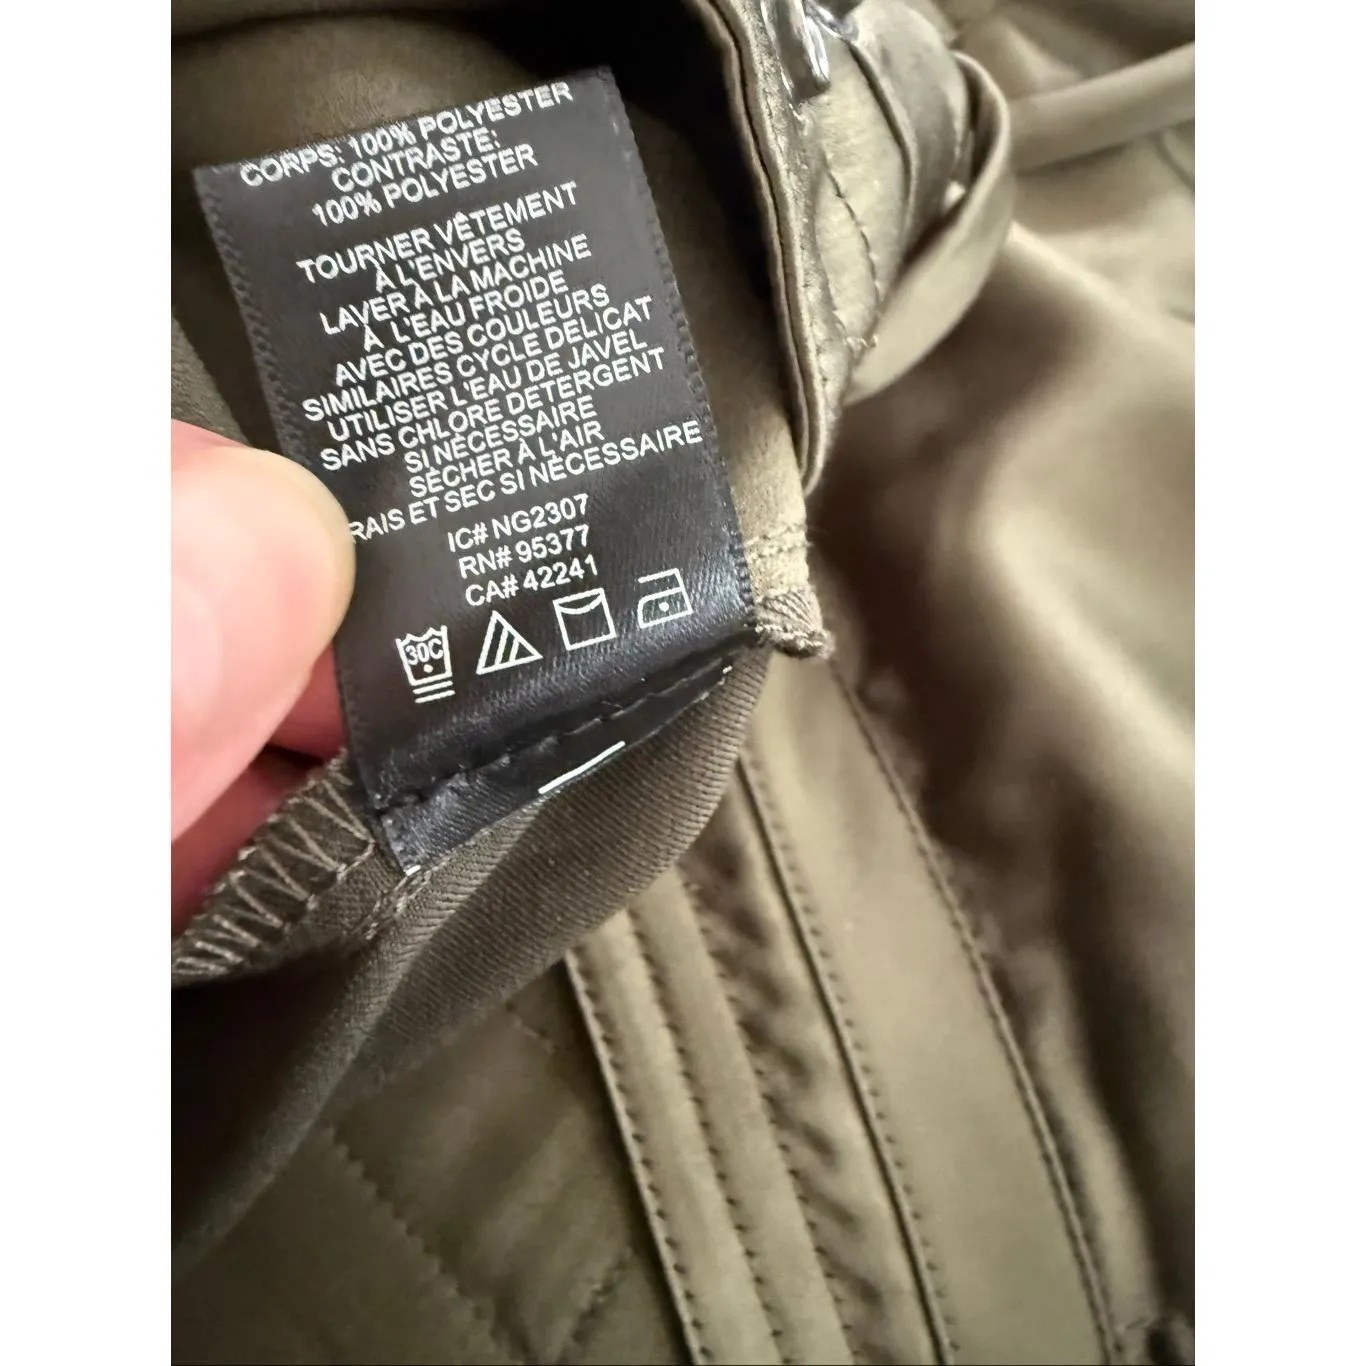 CORPS: 100% POLYESTER
CONTRASTE:
100% POLYESTER
TOURNER VÊTEMENT
À L'ENVERS
LAVER À LA MACHINE
À L'EAU FROIDE
AVEC DES COULEURS
SIMILAIRES CYCLE DÉLICAT
UTILISER L'EAU DE JAVEL
SANS CHLORE DÉTERGENT
SI NÉCESSAIRE
SÉCHER À L'AIR
RAIS ET SEC SI NÉCESSAIRE
IC# NG2307
RN# 95377
CA# 42241
30C